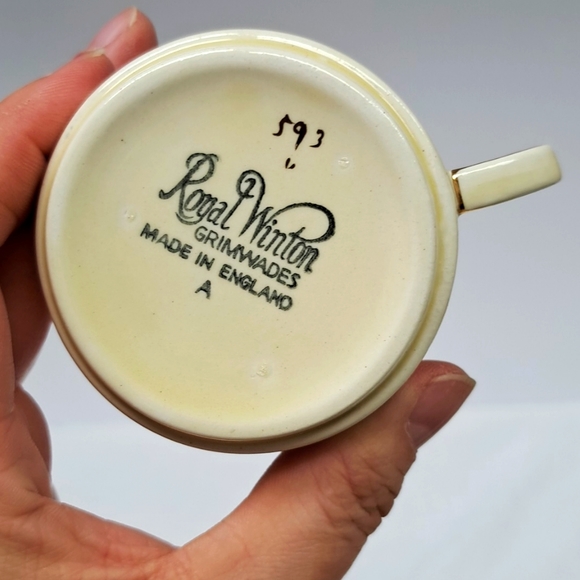 593
"
Royal Winton
GRIMWADES
MADE IN ENGLAND
A